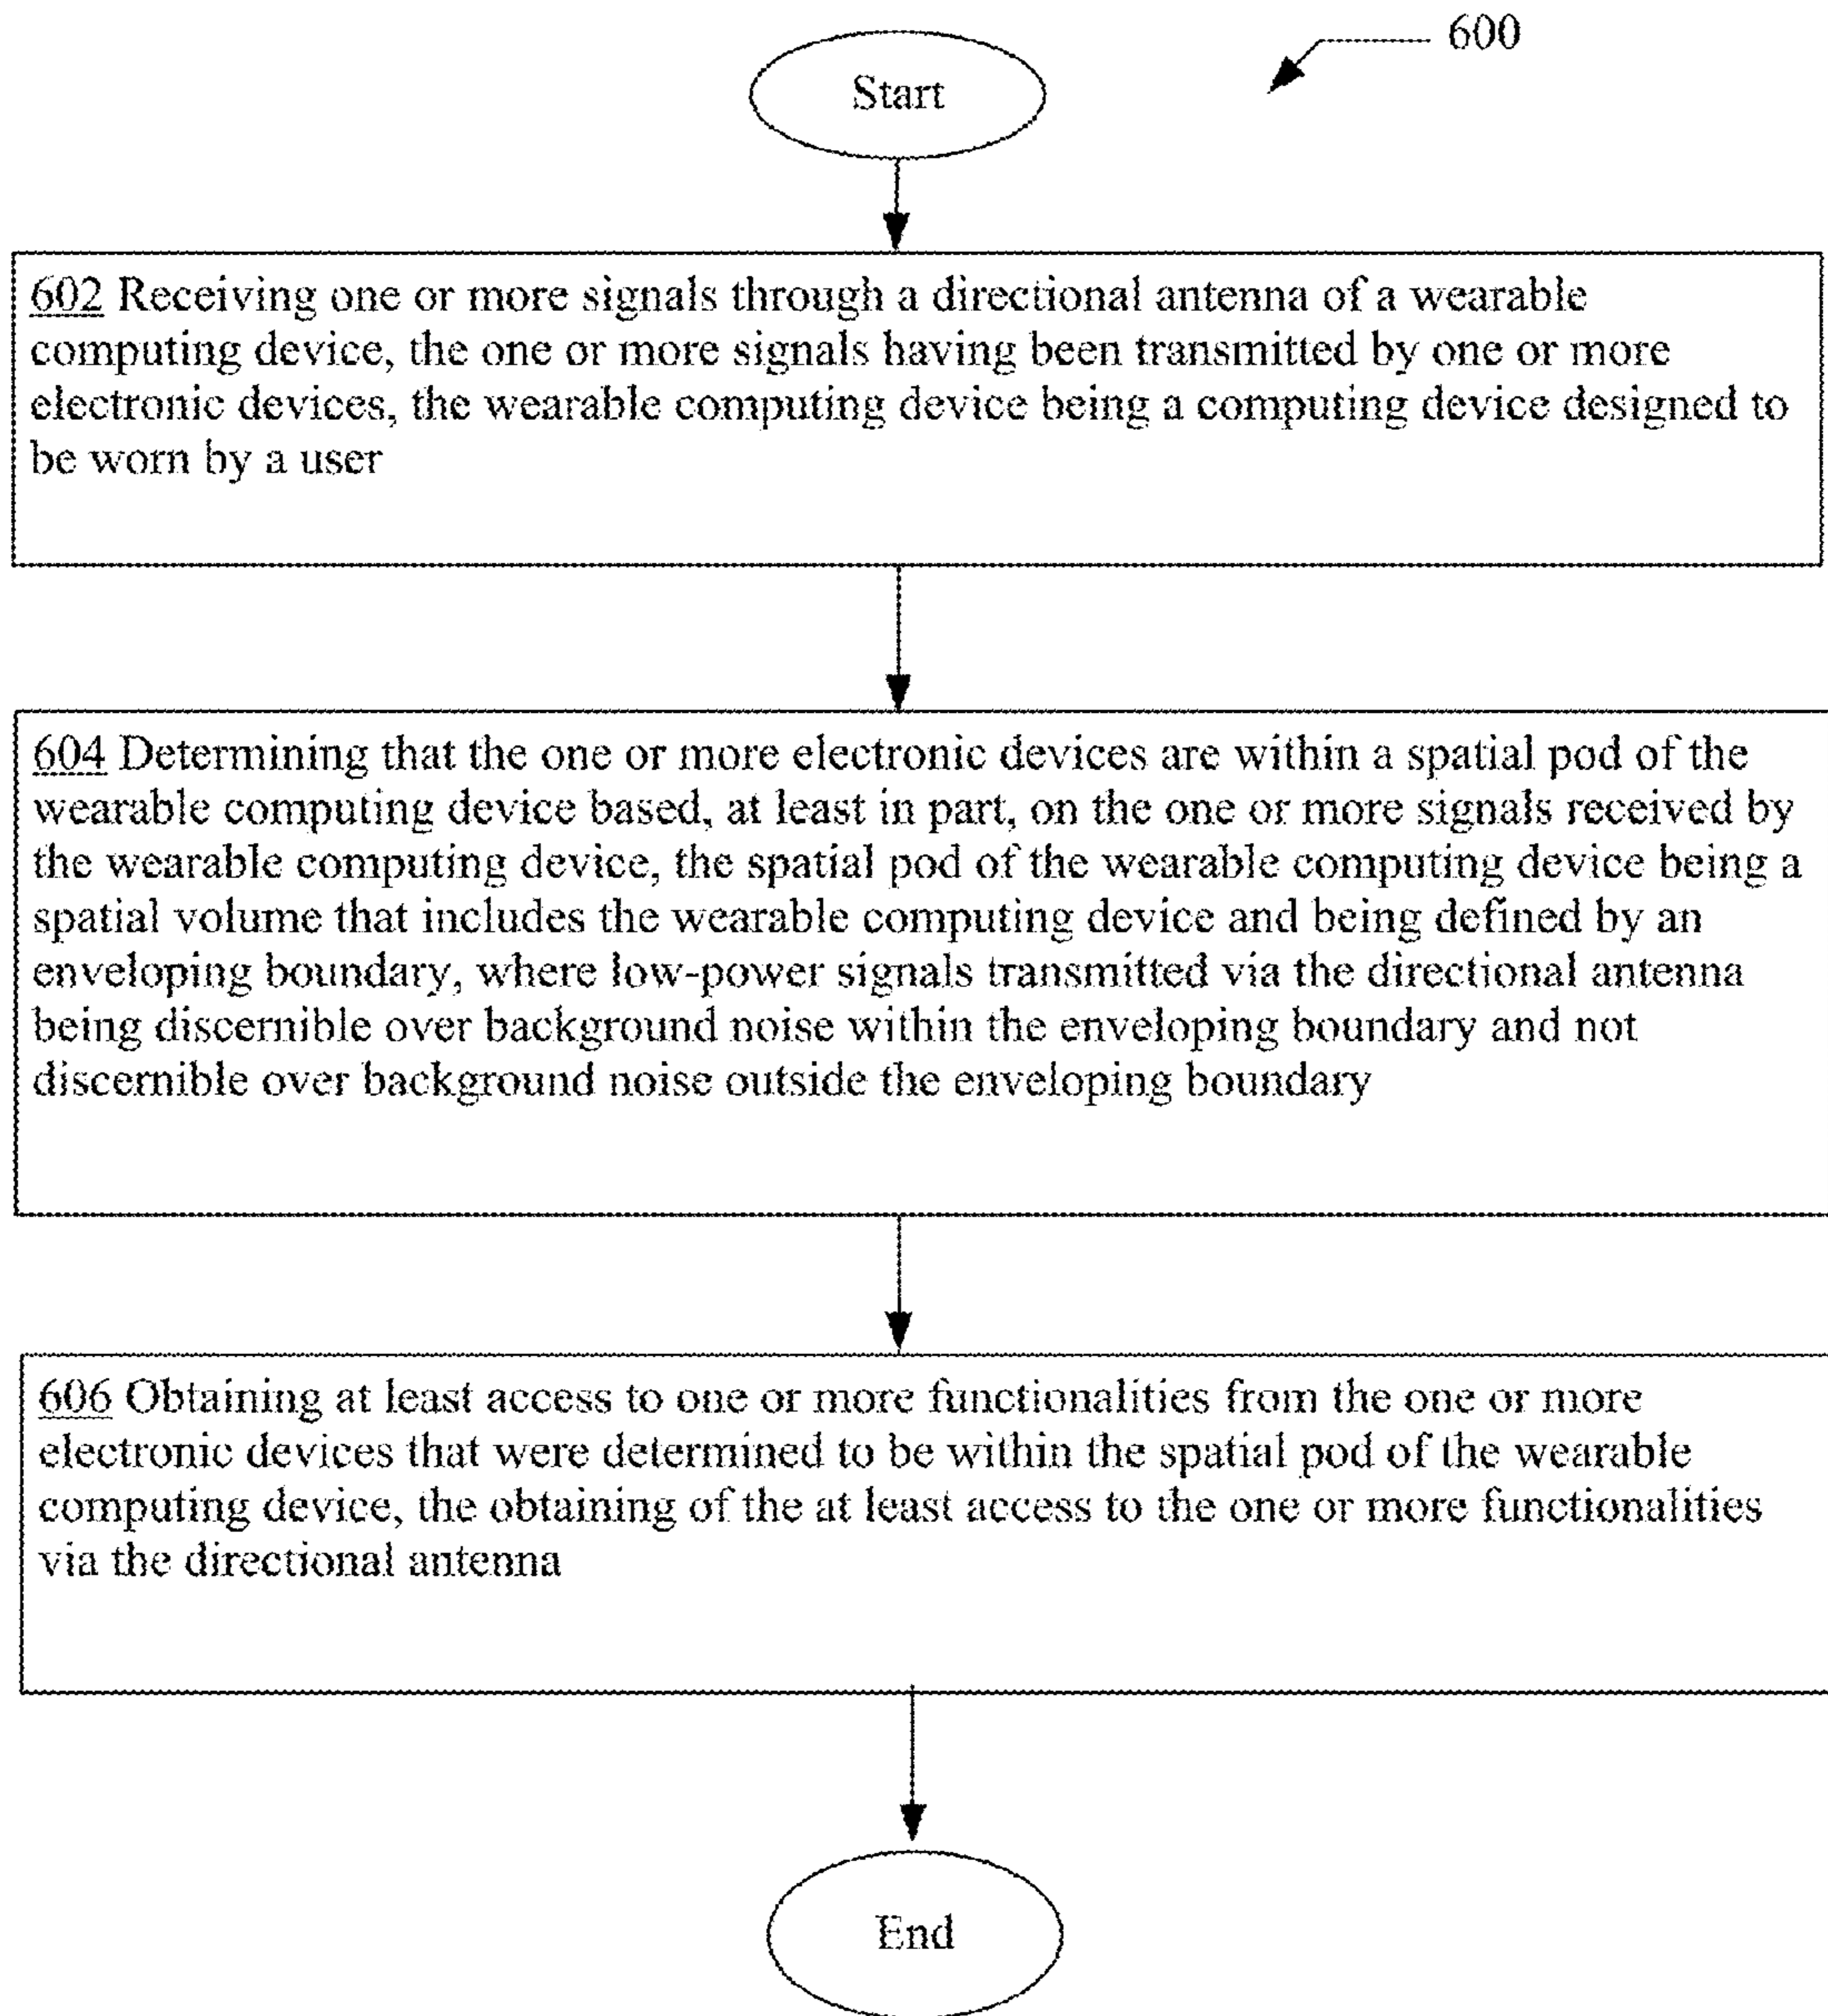 600
Start
602 Receiving one or more signals through a directional antenna of a wearable
computing device, the one or more signals having been transmitted by one or more
electronic devices, the wearable computing device being a computing device designed to
be worn by a user
604 Determining that the one or more electronic devices are within a spatial pod of the
wearable computing device based, at least in part, on the one or more signals received by
the wearable computing device, the spatial pod of the wearable computing device being a
spatial volume that includes the wearable computing device and being defined by an
enveloping boundary, where low-power signals transmitted via the directional antenna
being discernible over background noise within the enveloping boundary and not
discernible over background noise outside the enveloping boundary
606 Obtaining at least access to one or more functionalities from the one or more
electronic devices that were determined to be within the spatial pod of the wearable
computing device, the obtaining of the at least access to the one or more functionalities
via the directional antenna
End